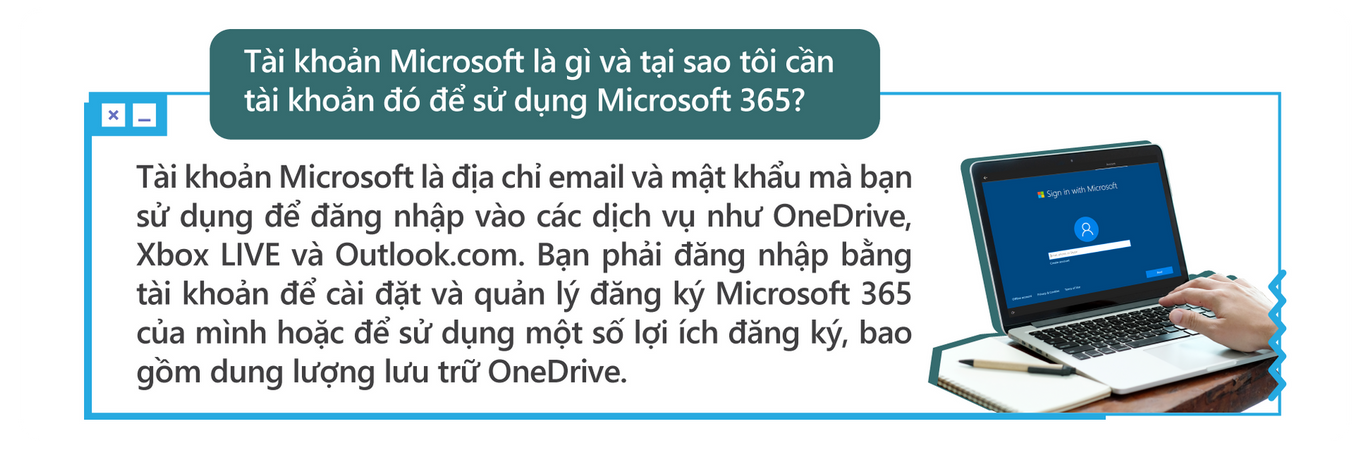 Tài khoản Microsoft là gì và tại sao tôi cần
tài khoản đó để sử dụng Microsoft 365?
Tài khoản Microsoft là địa chỉ email và mật khẩu mà bạn
sử dụng để đăng nhập vào các dịch vụ như OneDrive,
Xbox LIVE và Outlook.com. Bạn phải đăng nhập bằng
tài khoản để cài đặt và quản lý đăng ký Microsoft 365
của mình hoặc để sử dụng một số lợi ích đăng ký, bao
gồm dung lượng lưu trữ OneDrive.
Sign in with Microsoft